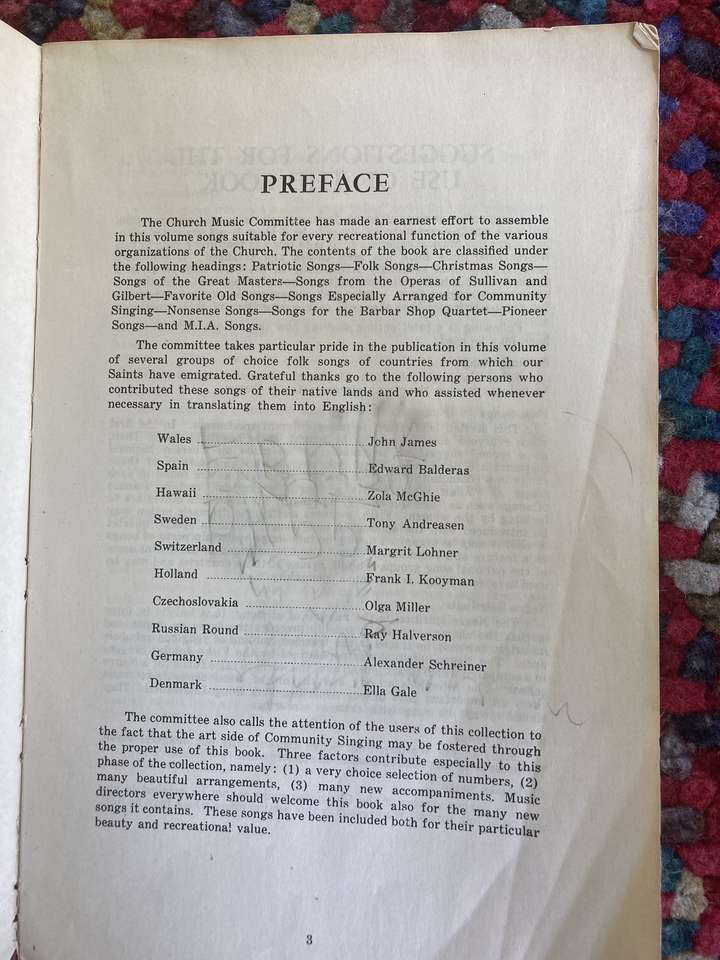 PREFACE
The Church Music Committee has made an earnest effort to assemble
in this volume songs suitable for every recreational function of the various
organizations of the Church. The contents of the book are classified under
the following headings: Patriotic Songs—Folk Songs—Christmas Songs—
Songs of the Great Masters—Songs from the Operas of Sullivan and
Gilbert—Favorite Old Songs—Songs Especially Arranged for Community
Singing—Nonsense Songs—Songs for the Barbar Shop Quartet—Pioneer
Songs—and M.I.A. Songs.
The committee takes particular pride in the publication in this volume
of several groups of choice folk songs of countries from which our
Saints have emigrated. Grateful thanks go to the following persons who
contributed these songs of their native lands and who assisted whenever
necessary in translating them into English:
Wales ........ John James
Spain ........ Edward Balderas
Hawaii ........ Zola McGhie
Sweden ........ Tony Andreasen
Switzerland ........ Margrit Lohner
Holland ........ Frank I. Kooyman
Czechoslovakia ........ Olga Miller
Russian Round ........ Ray Halverson
Germany ........ Alexander Schreiner
Denmark ........ Ella Gale
The committee also calls the attention of the users of this collection to
the fact that the art side of Community Singing may be fostered through
the proper use of this book. Three factors contribute especially to this
phase of the collection, namely: (1) a very choice selection of numbers, (2)
many beautiful arrangements, (3) many new accompaniments. Music
directors everywhere should welcome this book also for the many new
songs it contains. These songs have been included both for their particular
beauty and recreational value.
3